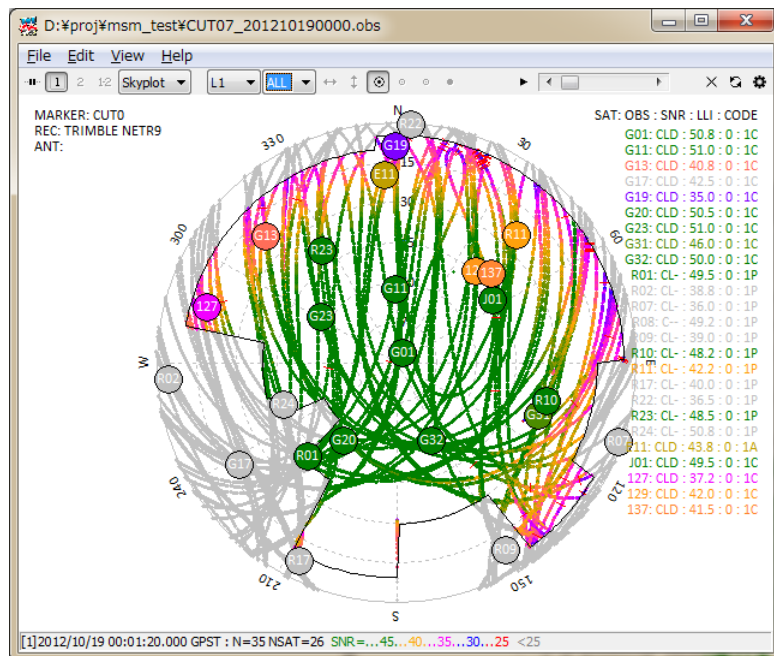 D:¥proj¥msm_test¥CUT07_201210190000.obs
File Edit View Help
1 2 1-2 Skyplot L1 ALL
MARKER: CUT0
REC: TRIMBLE NETR9
ANT:
SAT: OBS : SNR : LLI : CODE
G01: CLD : 50.8 : 0 : 1C
G11: CLD : 51.0 : 0 : 1C
G13: CLD : 40.8 : 0 : 1C
G17: CLD : 42.5 : 0 : 1C
G19: CLD : 35.0 : 0 : 1C
G20: CLD : 50.5 : 0 : 1C
G23: CLD : 51.0 : 0 : 1C
G31: CLD : 46.0 : 0 : 1C
G32: CLD : 50.0 : 0 : 1C
R01: CL- : 49.5 : 0 : 1P
R02: CL- : 38.8 : 0 : 1P
R07: CL- : 36.0 : 0 : 1P
R08: C-- : 49.2 : 0 : 1P
R09: CL- : 39.0 : 0 : 1P
R10: CL- : 48.2 : 0 : 1P
R11: CL- : 42.2 : 0 : 1P
R17: CL- : 40.0 : 0 : 1P
R22: CL- : 36.5 : 0 : 1P
R23: CL- : 48.5 : 0 : 1P
R24: CL- : 50.8 : 0 : 1P
E11: CLD : 43.8 : 0 : 1A
J01: CLD : 49.5 : 0 : 1C
127: CLD : 37.2 : 0 : 1C
129: CLD : 42.0 : 0 : 1C
137: CLD : 41.5 : 0 : 1C
N
R22
330
G19
15
30
E11
30
300
G13
R23
R11
60
137
G11
J01
127
G23
G01
W
E
R02
R24
R10
G31
G20
G32
R07
R01
G17
240
120
R17
R09
210
150
S
[1]2012/10/19 00:01:20.000 GPST : N=35 NSAT=26 SNR=...45...40...35...30...25 <25